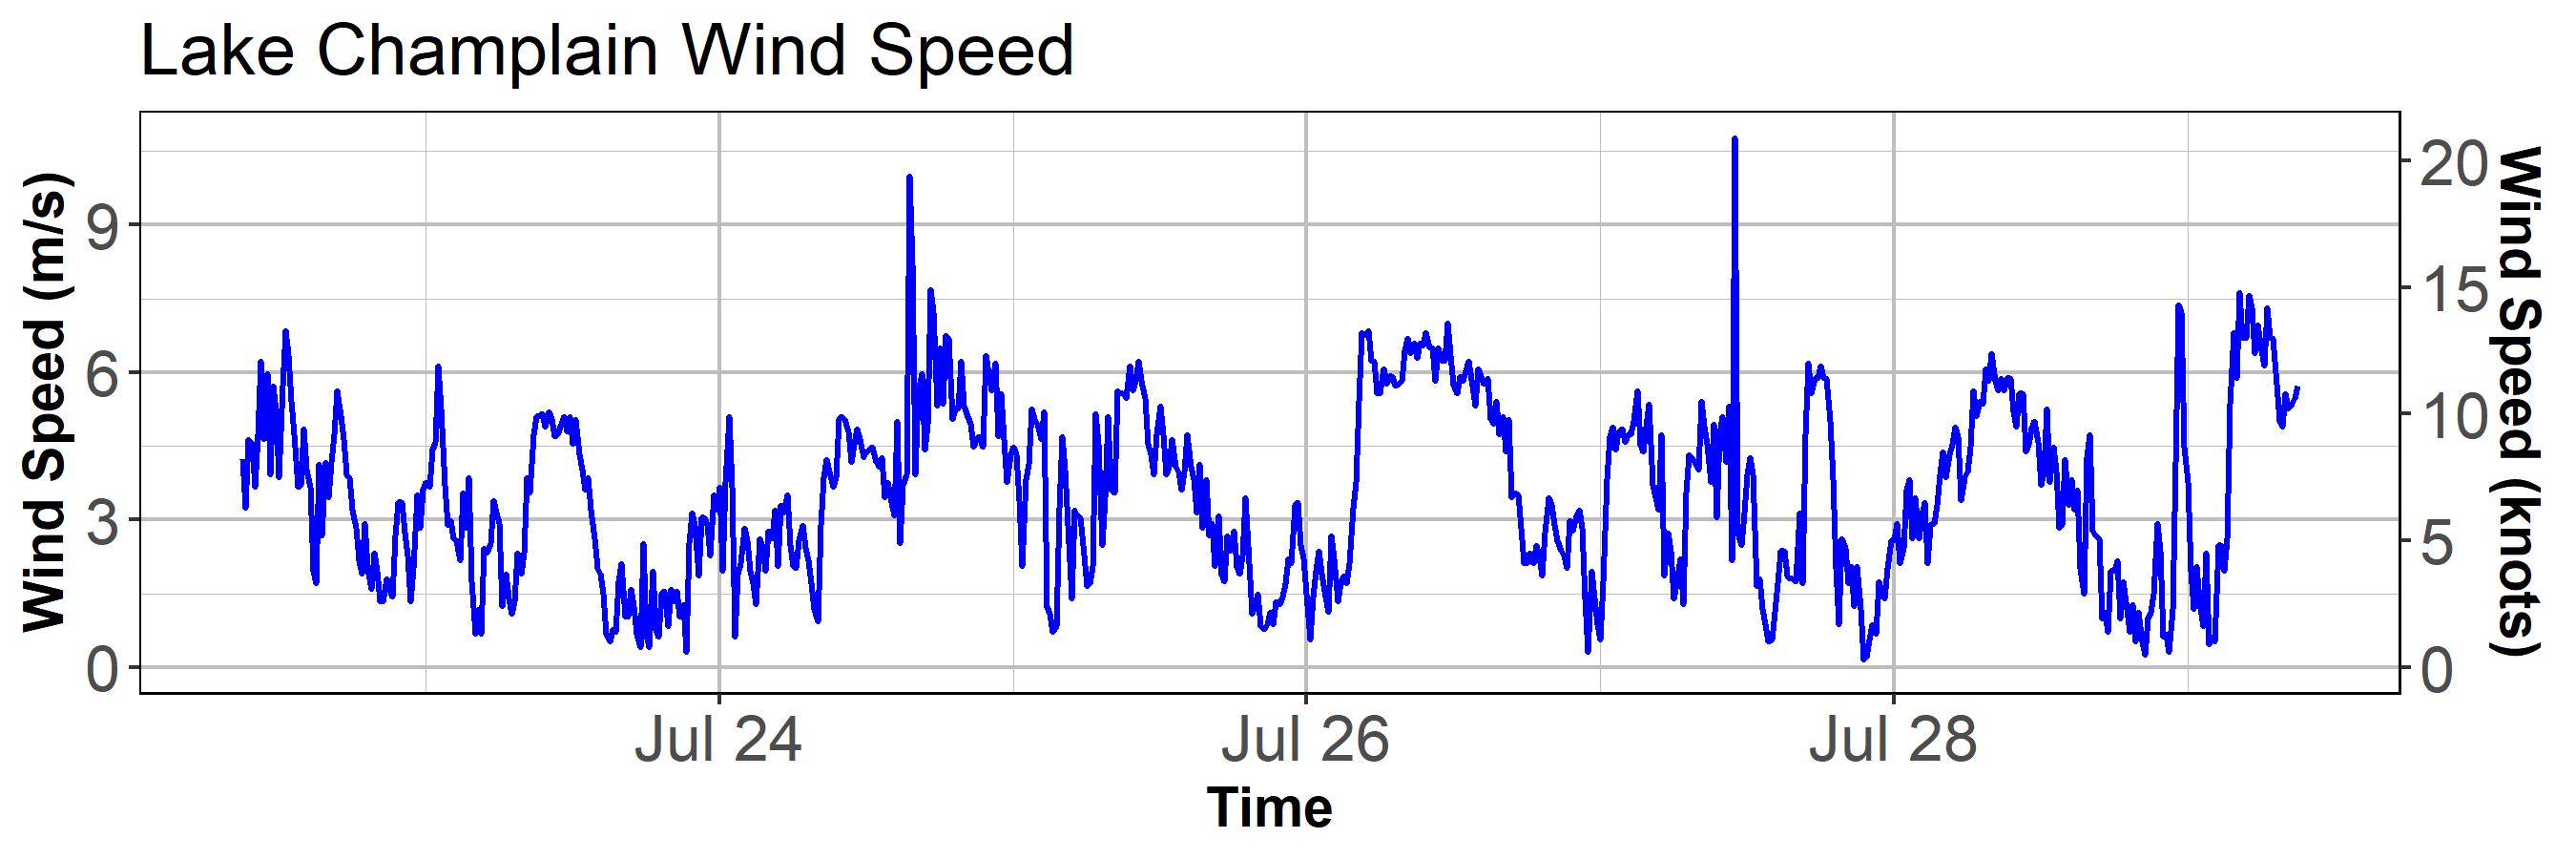 Lake Champlain Wind Speed
Wind Speed (m/s)
9
6
3
0
20
15
10
5
0
Wind Speed (knots)
Jul 24
Jul 26
Jul 28
Time